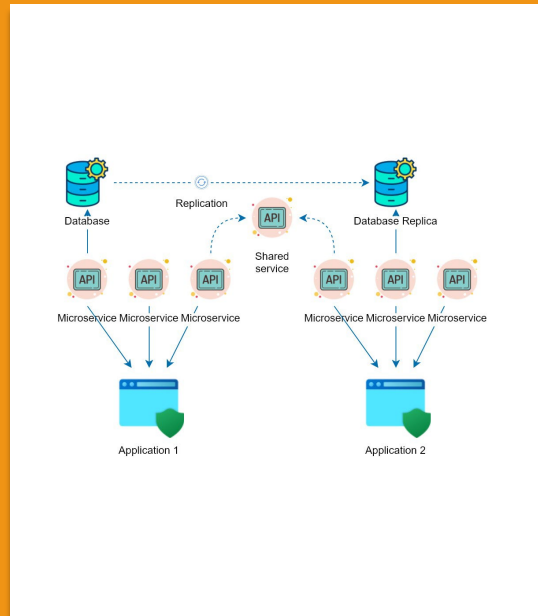 Replication
Database
Database Replica
API
Shared
service
API API API API API API
Microservice Microservice Microservice Microservice Microservice Microservice
Application 1 Application 2